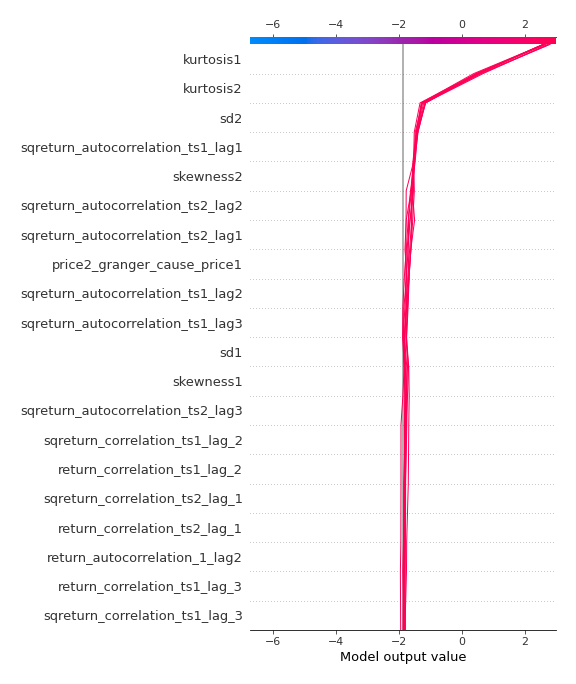 −6 −4 −2 0 2
kurtosis1
kurtosis2
sd2
sqreturn_autocorrelation_ts1_lag1
skewness2
sqreturn_autocorrelation_ts2_lag2
sqreturn_autocorrelation_ts2_lag1
price2_granger_cause_price1
sqreturn_autocorrelation_ts1_lag2
sqreturn_autocorrelation_ts1_lag3
sd1
skewness1
sqreturn_autocorrelation_ts2_lag3
sqreturn_correlation_ts1_lag_2
return_correlation_ts1_lag_2
sqreturn_correlation_ts2_lag_1
return_correlation_ts2_lag_1
return_autocorrelation_1_lag2
return_correlation_ts1_lag_3
sqreturn_correlation_ts1_lag_3
−6 −4 −2 0 2
Model output value